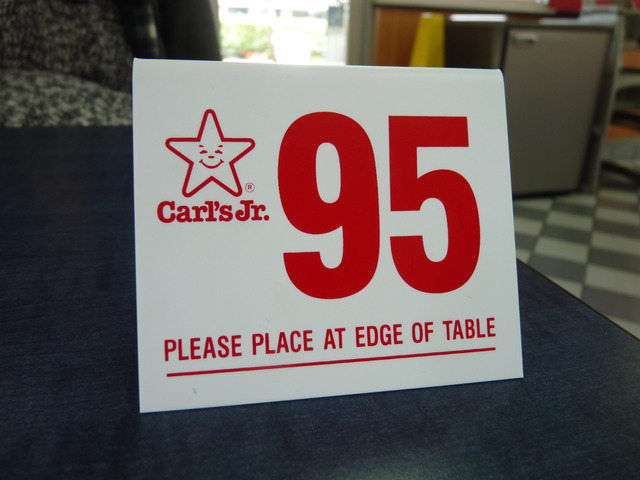 95
Carl's Jr.®
PLEASE PLACE AT EDGE OF TABLE